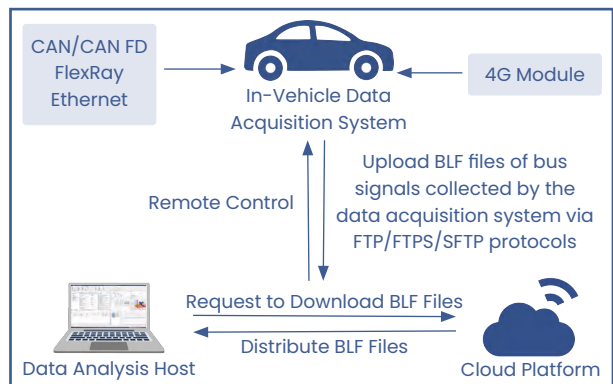 CAN/CAN FD
FlexRay
Ethernet
4G Module
In-Vehicle Data
Acquisition System
Remote Control
Upload BLF files of bus
signals collected by the
data acquisition system via
FTP/FTPS/SFTP protocols
Request to Download BLF Files
Distribute BLF Files
Data Analysis Host
Cloud Platform